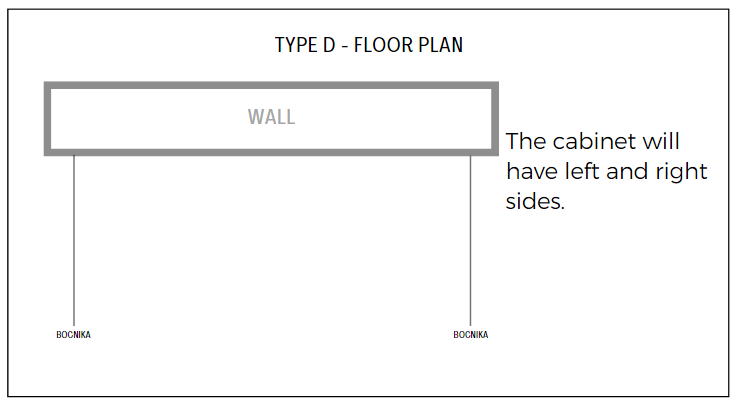 TYPE D - FLOOR PLAN
WALL
The cabinet will
have left and right
sides.
BOCNIKA
BOCNIKA